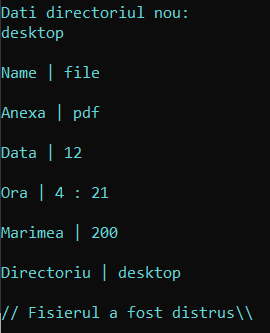 Dati directoriul nou:
desktop
Name | file
Anexa | pdf
Data | 12
Ora | 4 : 21
Marimea | 200
Directoriu | desktop
// Fisierul a fost distrus\\